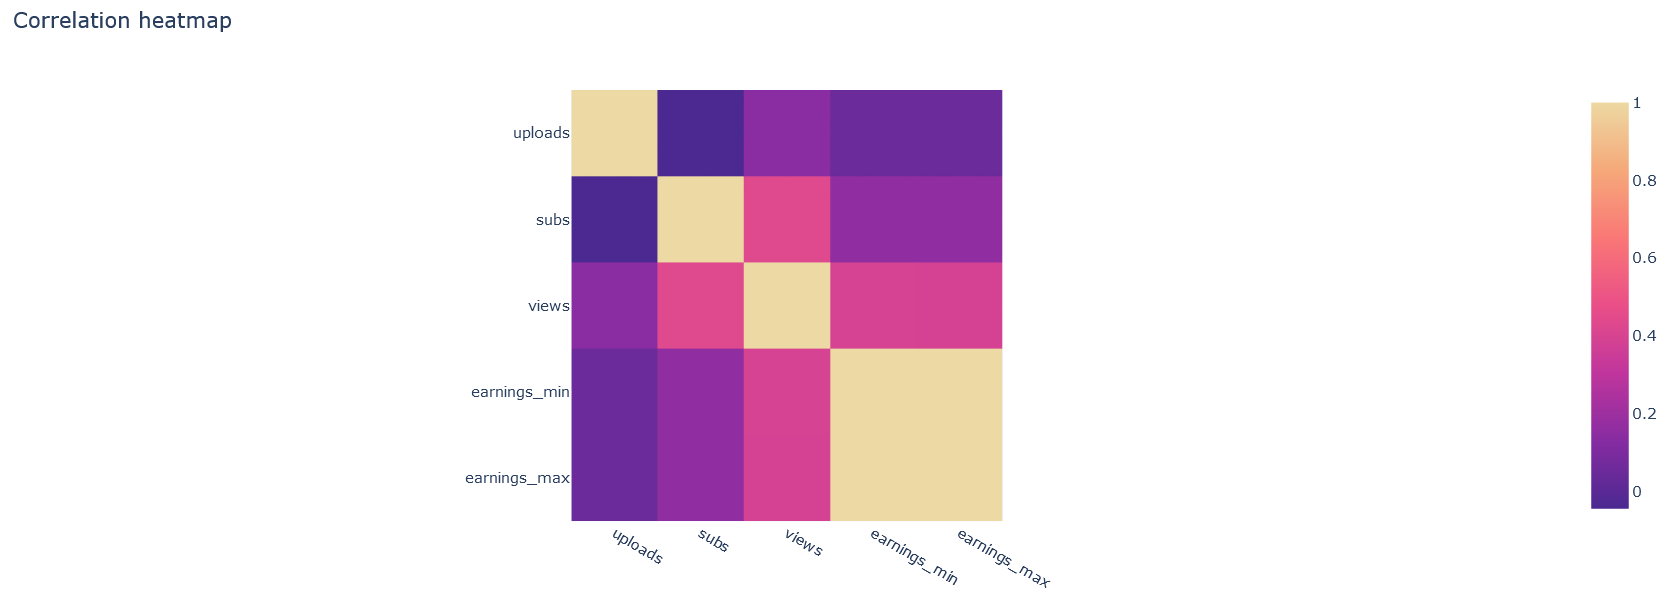 Correlation heatmap
uploads
subs
views
earnings_min
earnings_max
uploads
subs
views
earnings_min
earnings_max
1
0.8
0.6
0.4
0.2
0